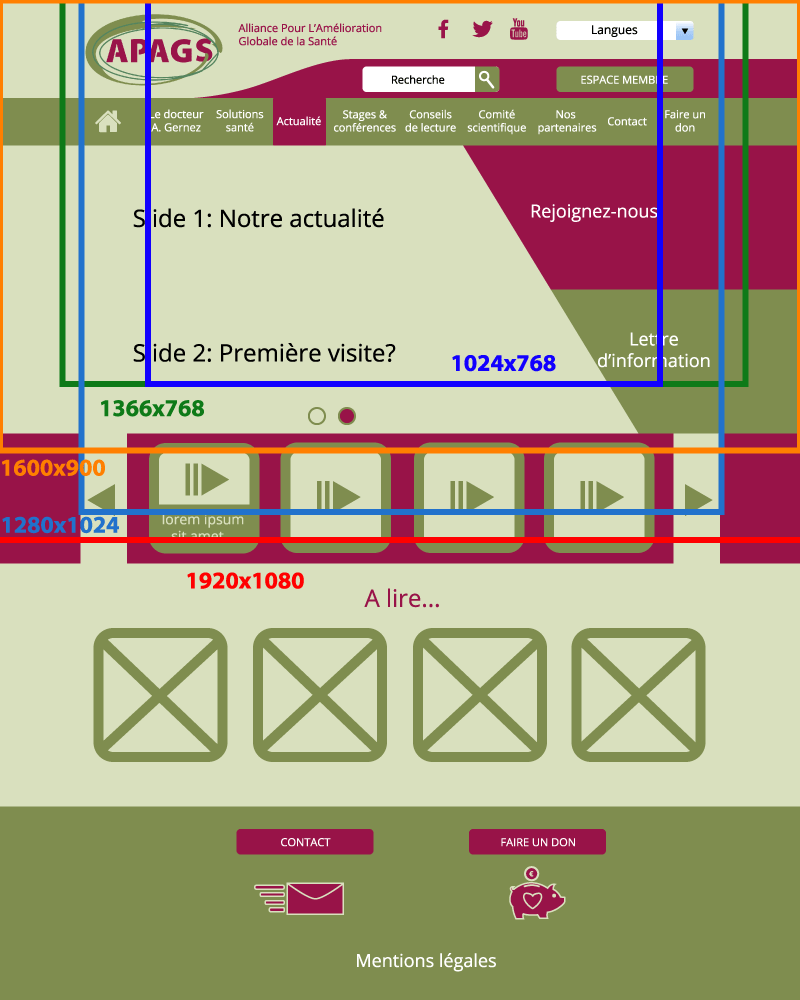 APAGS
Alliance Pour L'Amélioration
Globale de la Santé
You
Tube
Langues
Recherche
ESPACE MEMBRE
Le docteur
A. Gernez
Solutions
santé
Actualité
Stages &
conférences
Conseils
de lecture
Comité
scientifique
Nos
partenaires
Contact
Faire un
don
Slide 1: Notre actualité
Rejoignez-nous
Slide 2: Première visite?
Lettre
d'information
1024x768
1366x768
1600x900
1280x1024
lorem ipsum
sit amet
1920x1080
A lire...
CONTACT
FAIRE UN DON
€
Mentions légales